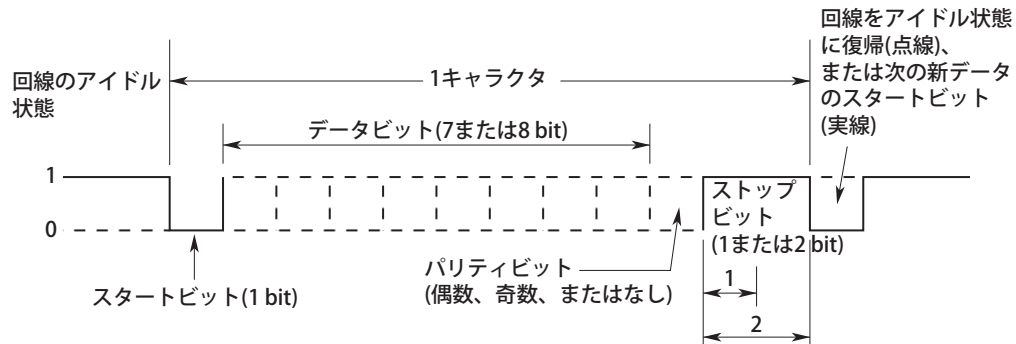 回線をアイドル状態
に復帰(点線)、
または次の新データ
のスタートビット
(実線)
回線のアイドル
状態
1キャラクタ
データビット(7または8 bit)
1
0
ストップ
ビット
(1または2 bit)
スタートビット(1 bit)
パリティビット
(偶数、奇数、またはなし)
1
2